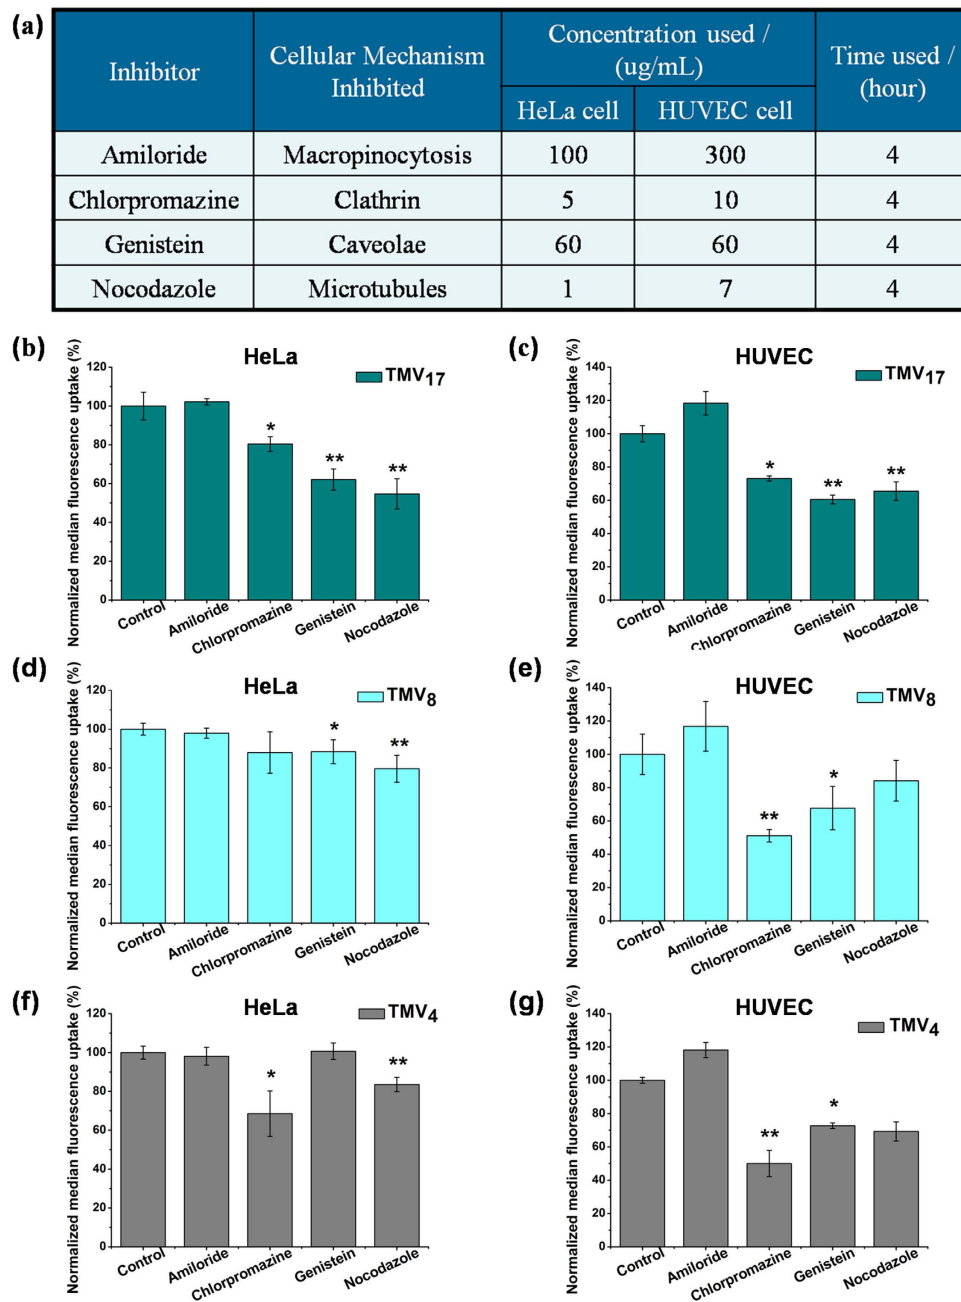 (a)
Inhibitor
Cellular Mechanism
Inhibited
Concentration used /
(ug/mL)
Time used /
(hour)
HeLa cell HUVEC cell
Amiloride Macropinocytosis 100 300 4
Chlorpromazine Clathrin 5 10 4
Genistein Caveolae 60 60 4
Nocodazole Microtubules 1 7 4
(b)
HeLa
TMV17
Normalized median fluorescence uptake (%)
120
100
80
60
40
20
0
* ** **
Control Amiloride Chlorpromazine Genistein Nocodazole
(c)
HUVEC
TMV17
Normalized median fluorescence uptake (%)
140
120
100
80
60
40
20
0
* ** **
Control Amiloride Chlorpromazine Genistein Nocodazole
(d)
HeLa
TMV8
Normalized median fluorescence uptake (%)
120
100
80
60
40
20
0
* **
Control Amiloride Chlorpromazine Genistein Nocodazole
(e)
HUVEC
TMV8
Normalized median fluorescence uptake (%)
140
120
100
80
60
40
20
0
** *
Control Amiloride Chlorpromazine Genistein Nocodazole
(f)
HeLa
TMV4
Normalized median fluorescence uptake (%)
120
100
80
60
40
20
0
* **
Control Amiloride Chlorpromazine Genistein Nocodazole
(g)
HUVEC
TMV4
Normalized median fluorescence uptake (%)
140
120
100
80
60
40
20
0
** *
Control Amiloride Chlorpromazine Genistein Nocodazole